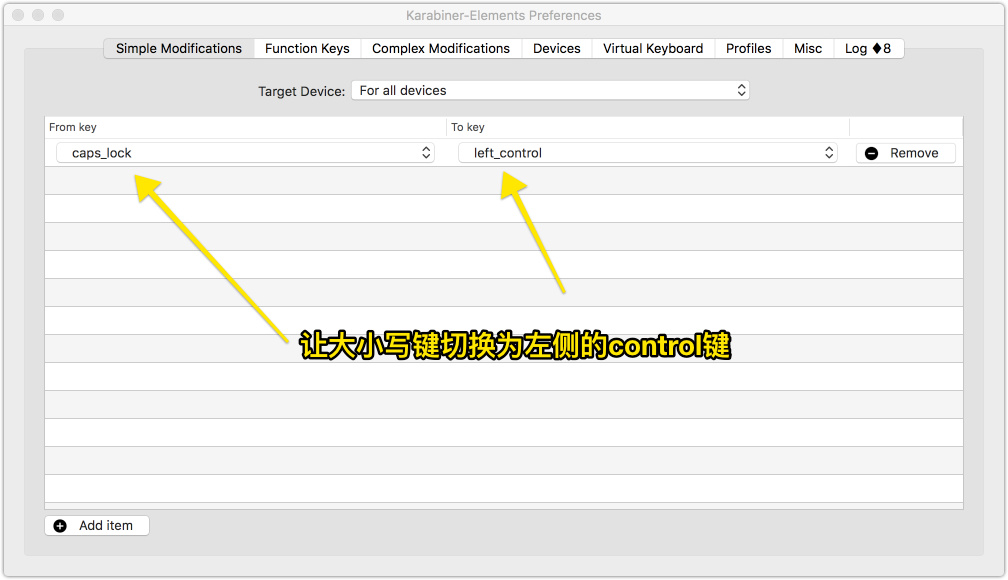 Karabiner-Elements Preferences
Simple Modifications Function Keys Complex Modifications Devices Virtual Keyboard Profiles Misc Log ♦8
Target Device: For all devices
From key To key
caps_lock left_control Remove
让大小写键切换为左侧的control键
Add item